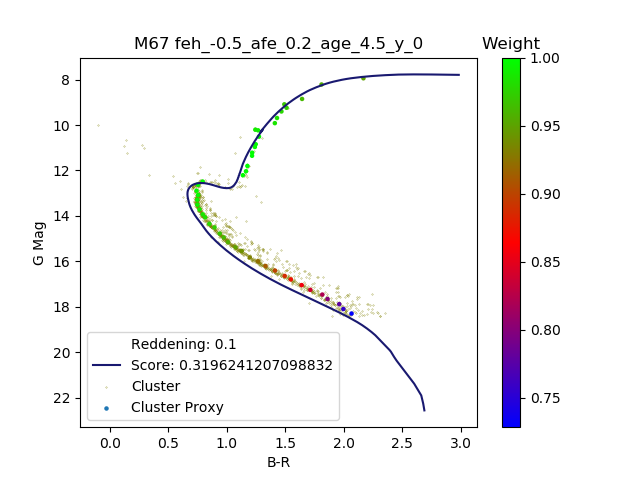 M67 feh_-0.5_afe_0.2_age_4.5_y_0
Weight
G Mag
8
10
12
14
16
18
20
22
0.0
0.5
1.0
1.5
2.0
2.5
3.0
B-R
Reddening: 0.1
Score: 0.3196241207098832
Cluster
Cluster Proxy
1.00
0.95
0.90
0.85
0.80
0.75